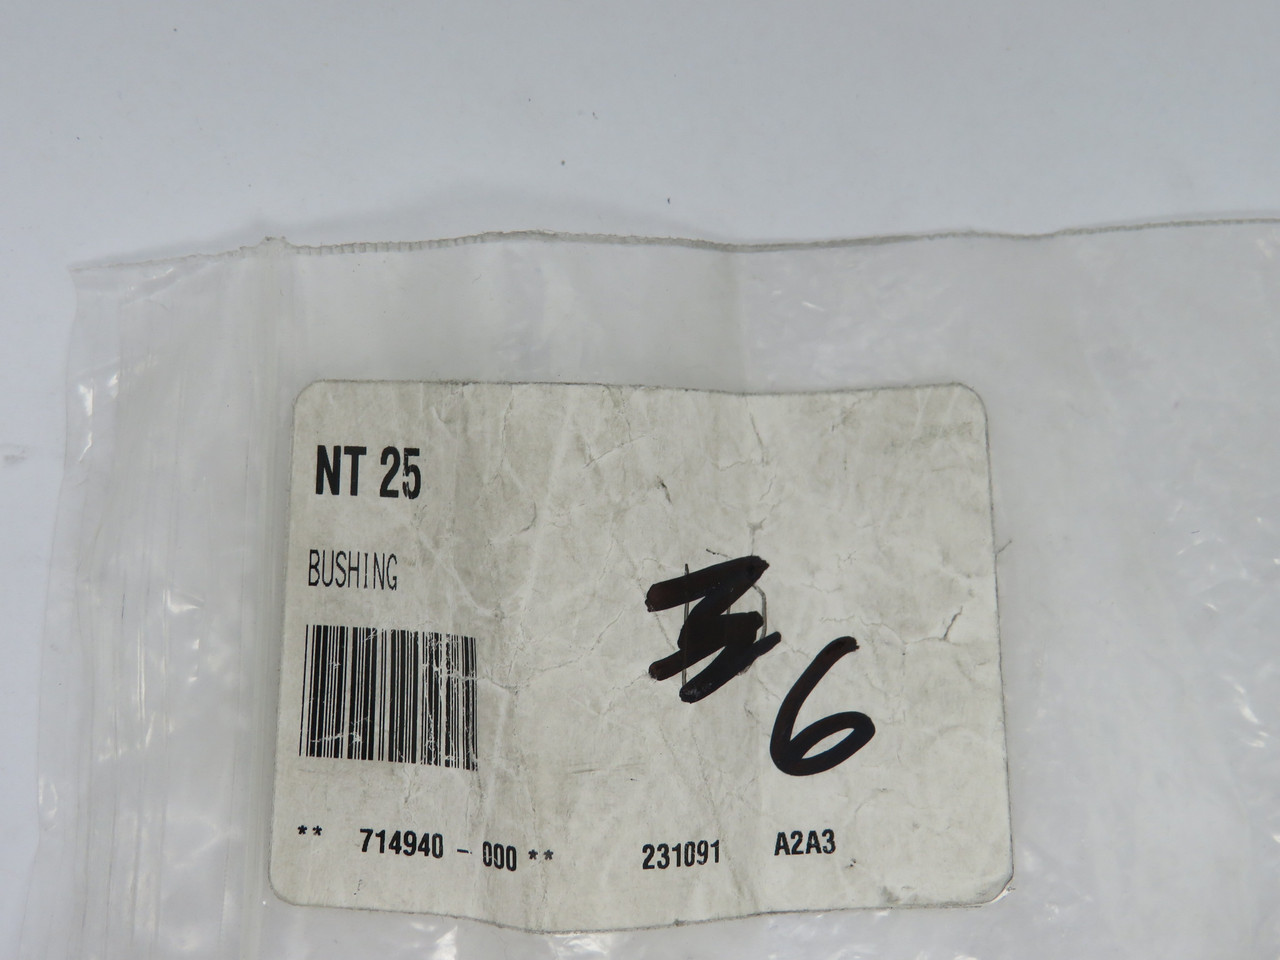 NT 25
BUSHING
6
** 714940 - 000 ** 231091 A2A3